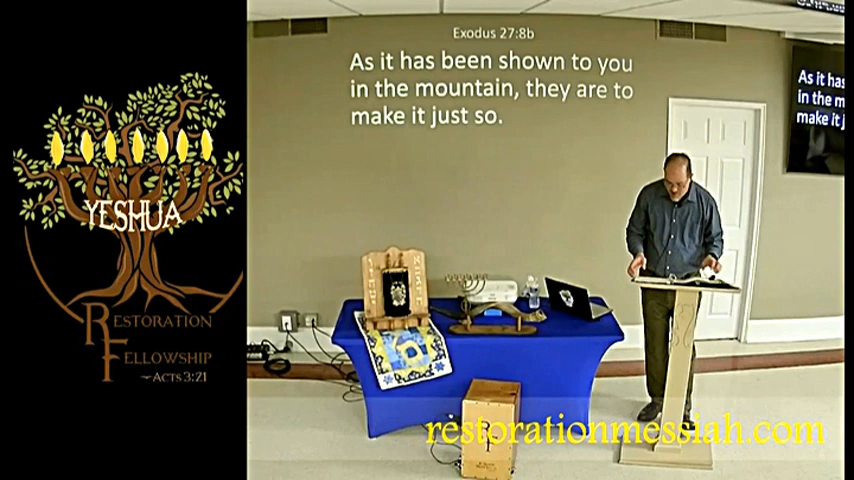 YESHUA
RESTORATION
FELLOWSHIP
ACTS 3:21
Exodus 27:8b
As it has been shown to you
in the mountain, they are to
make it just so.
As it has
in the m
make it j
RF
restorationmessiah.com